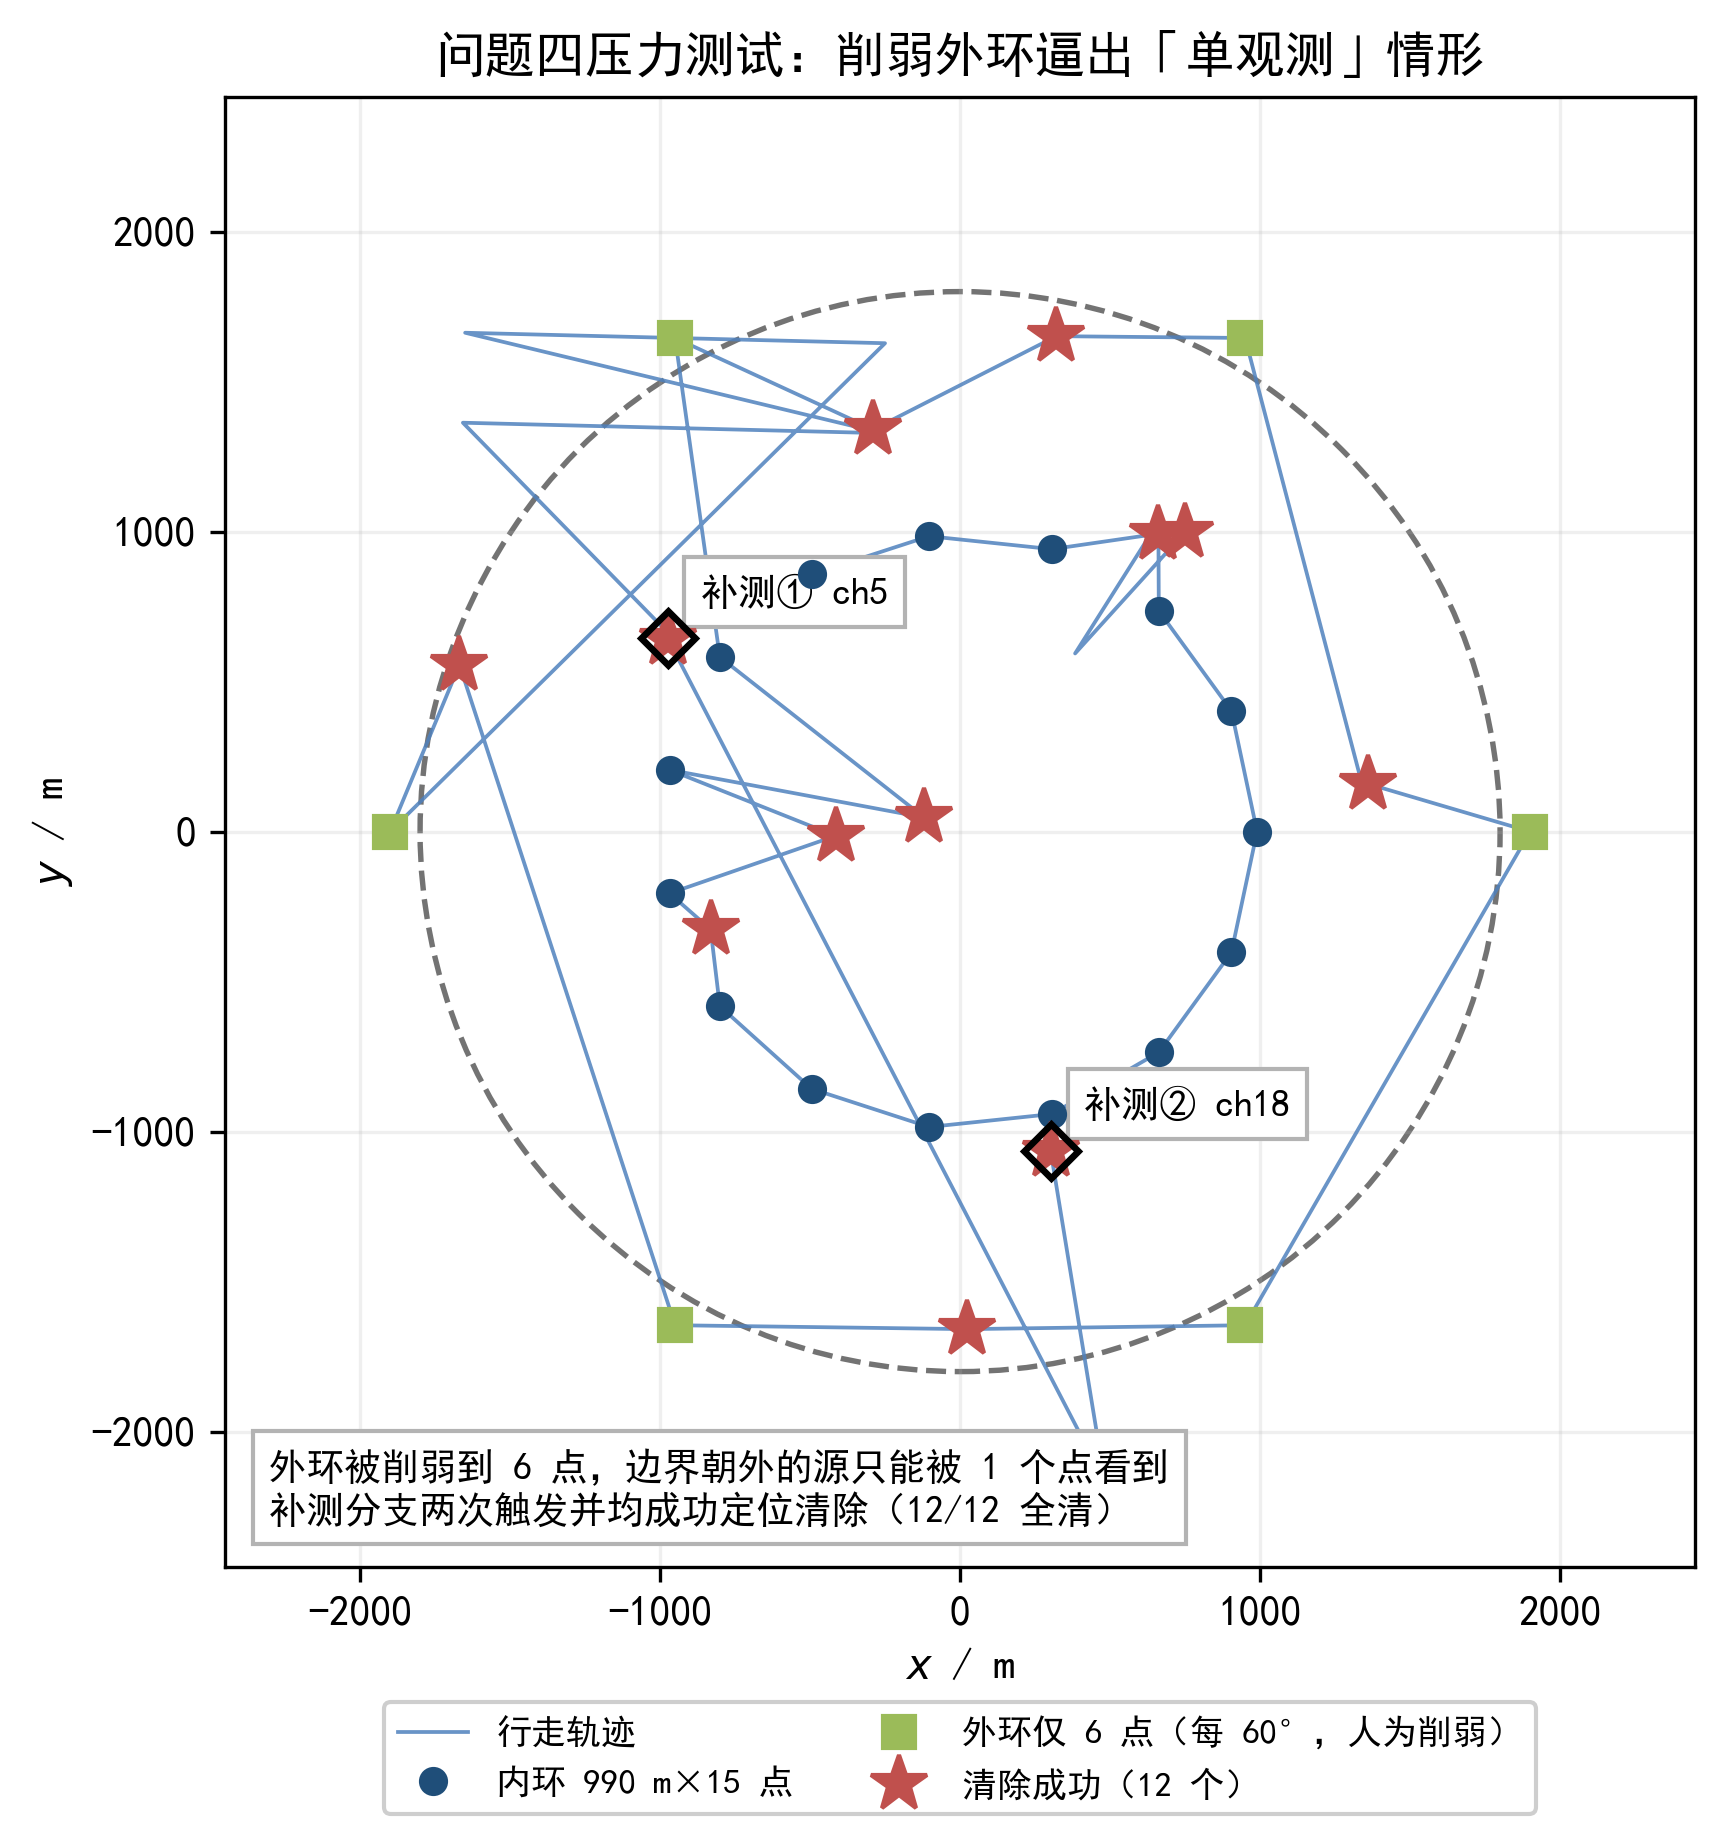 问题四压力测试：削弱外环逼出「单观测」情形
2000
1000
0
−1000
−2000
y / m
补测① ch5
补测② ch18
外环被削弱到 6 点，边界朝外的源只能被 1 个点看到
补测分支两次触发并均成功定位清除（12/12 全清）
−2000
−1000
0
1000
2000
x / m
行走轨迹
内环 990 m×15 点
外环仅 6 点（每 60°，人为削弱）
清除成功（12 个）